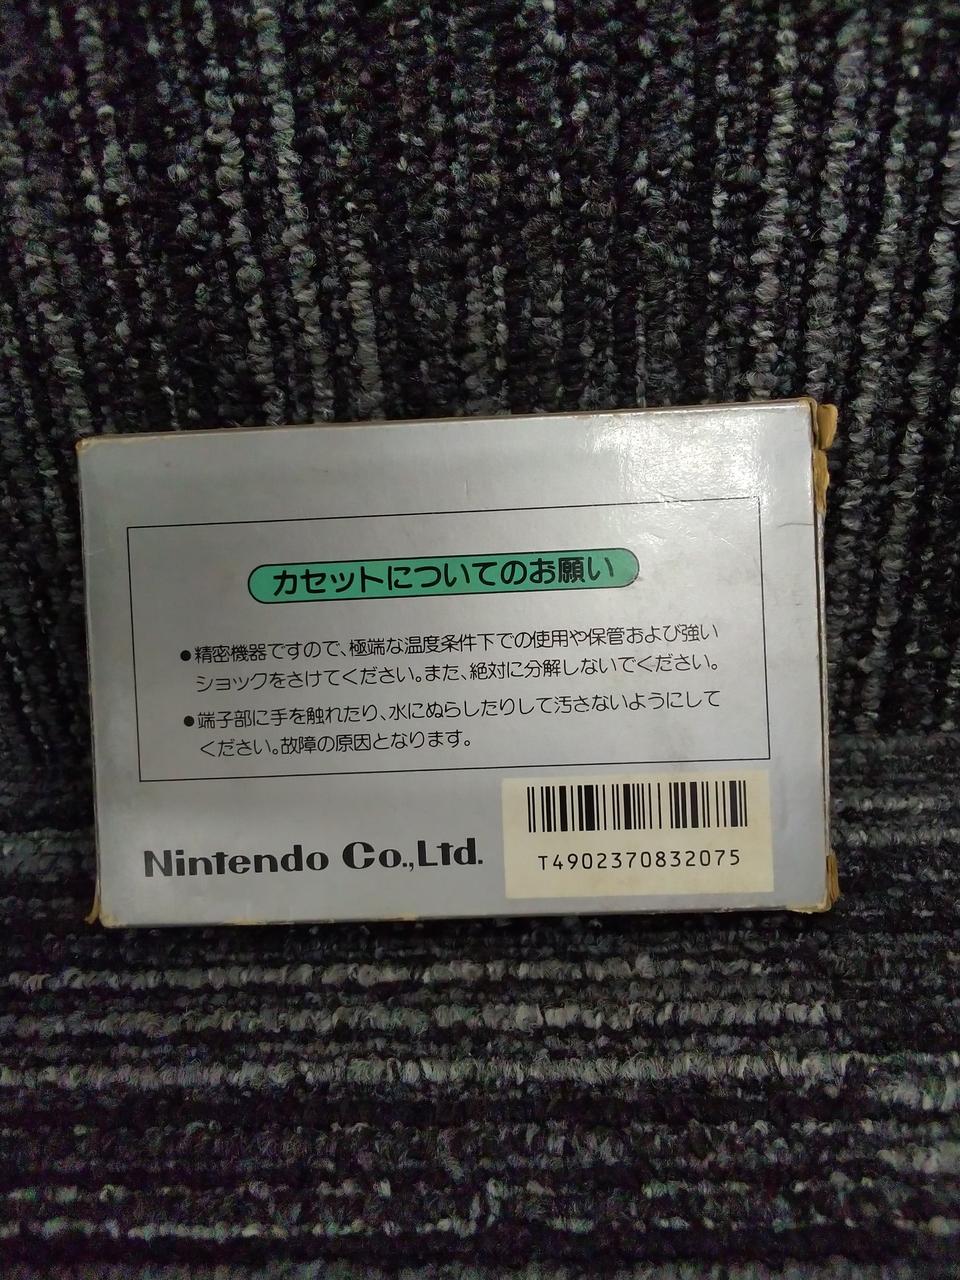 カセットについてのお願い
●精密機器ですので、極端な温度条件下での使用や保管および強い
ショックをさけてください。また、絶対に分解しないでください。
●端子部に手を触れたり、水にぬらしたりして汚さないようにして
ください。故障の原因となります。
Nintendo Co.,Ltd.
T4902370832075